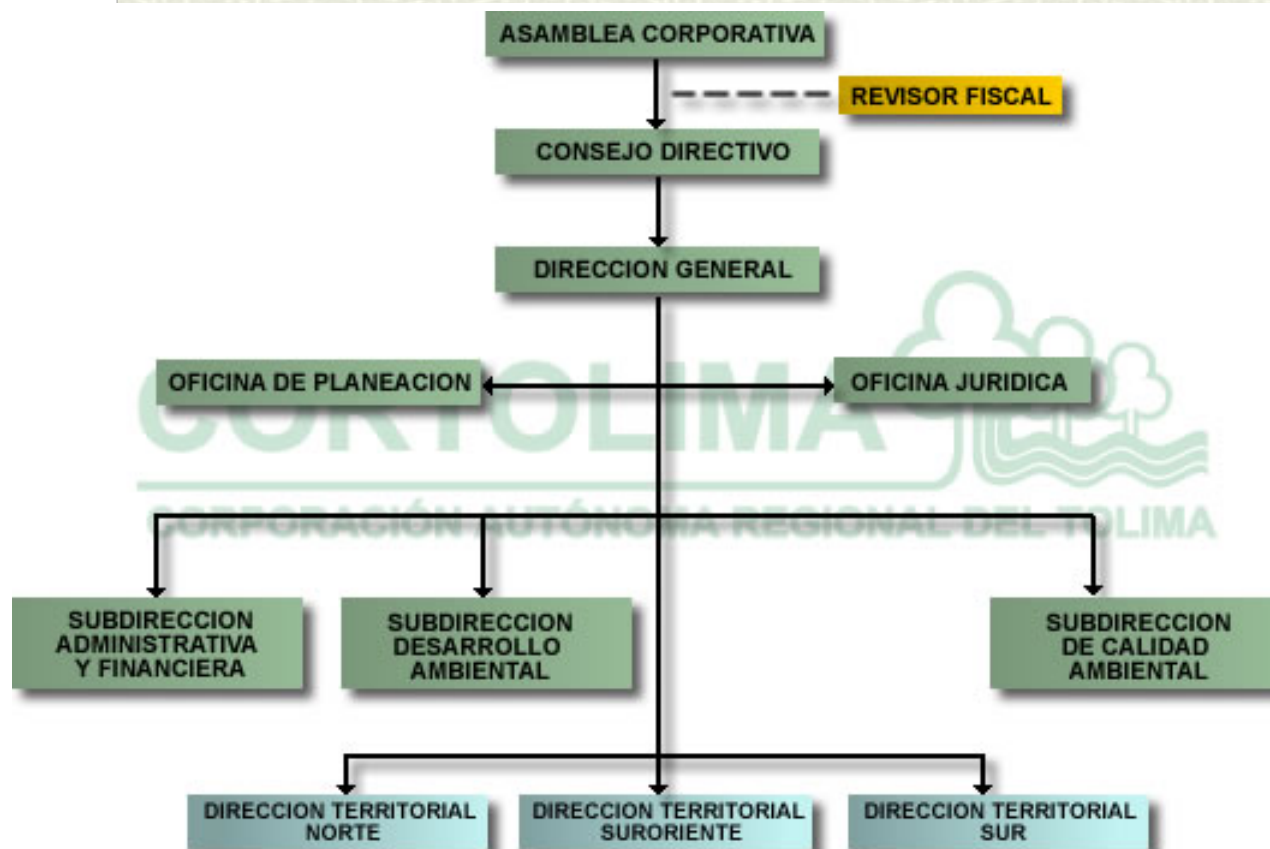 ASAMBLEA CORPORATIVA
REVISOR FISCAL
CONSEJO DIRECTIVO
DIRECCION GENERAL
OFICINA DE PLANEACION
OFICINA JURIDICA
CORTOLIMA
CORPORACIÓN AUTÓNOMA REGIONAL DEL TOLIMA
SUBDIRECCION
ADMINISTRATIVA
Y FINANCIERA
SUBDIRECCION
DESARROLLO
AMBIENTAL
SUBDIRECCION
DE CALIDAD
AMBIENTAL
DIRECCION TERRITORIAL
NORTE
DIRECCION TERRITORIAL
SURORIENTE
DIRECCION TERRITORIAL
SUR